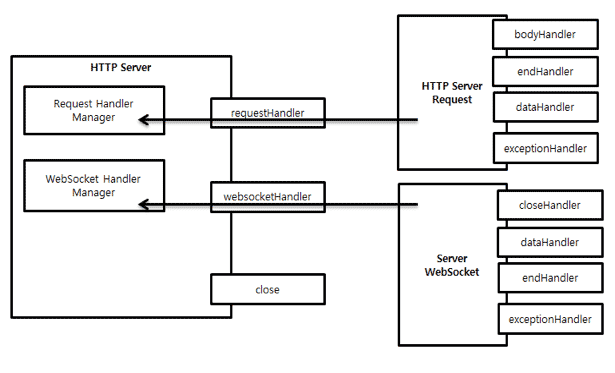 HTTP Server
Request Handler
Manager
WebSocket Handler
Manager
requestHandler
websocketHandler
close
HTTP Server
Request
bodyHandler
endHandler
dataHandler
exceptionHandler
Server
WebSocket
closeHandler
dataHandler
endHandler
exceptionHandler